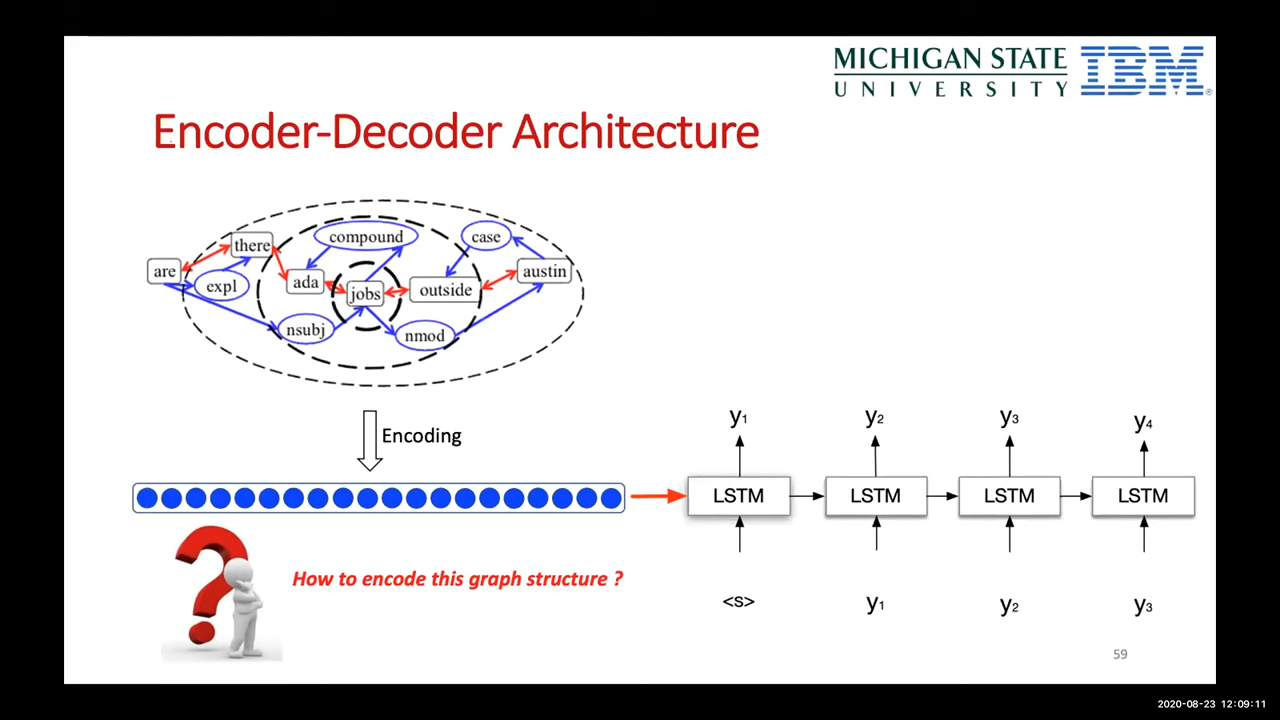 MICHIGAN STATE
UNIVERSITY
IBM®
Encoder-Decoder Architecture
are
there
expl
ada
compound
jobs
nsubj
case
outside
nmod
austin
Encoding
y1 y2 y3 y4
LSTM LSTM LSTM LSTM
How to encode this graph structure ?
<s> y1 y2 y3
59
2020-08-23 12:09:11